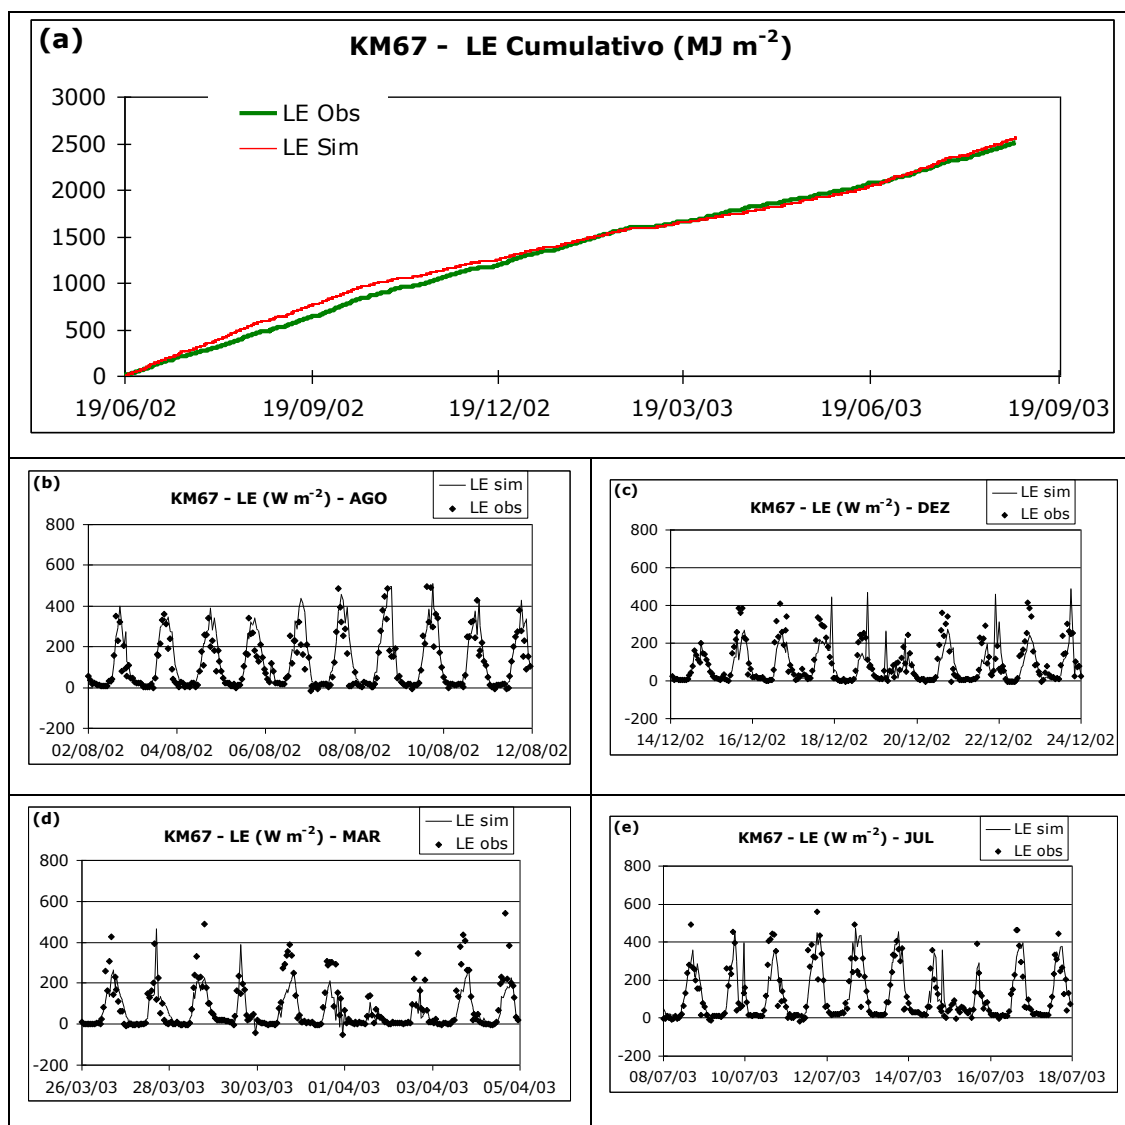 (a)
KM67 - LE Cumulativo (MJ m-2)
3000
2500
2000
1500
1000
500
0
LE Obs
LE Sim
19/06/02 19/09/02 19/12/02 19/03/03 19/06/03 19/09/03
(b)
KM67 - LE (W m-2) - AGO
LE sim
LE obs
800
600
400
200
0
-200
02/08/02 04/08/02 06/08/02 08/08/02 10/08/02 12/08/02
(c)
KM67 - LE (W m-2) - DEZ
LE sim
LE obs
800
600
400
200
0
-200
14/12/02 16/12/02 18/12/02 20/12/02 22/12/02 24/12/02
(d)
KM67 - LE (W m-2) - MAR
LE sim
LE obs
800
600
400
200
0
-200
26/03/03 28/03/03 30/03/03 01/04/03 03/04/03 05/04/03
(e)
KM67 - LE (W m-2) - JUL
LE sim
LE obs
800
600
400
200
0
-200
08/07/03 10/07/03 12/07/03 14/07/03 16/07/03 18/07/03